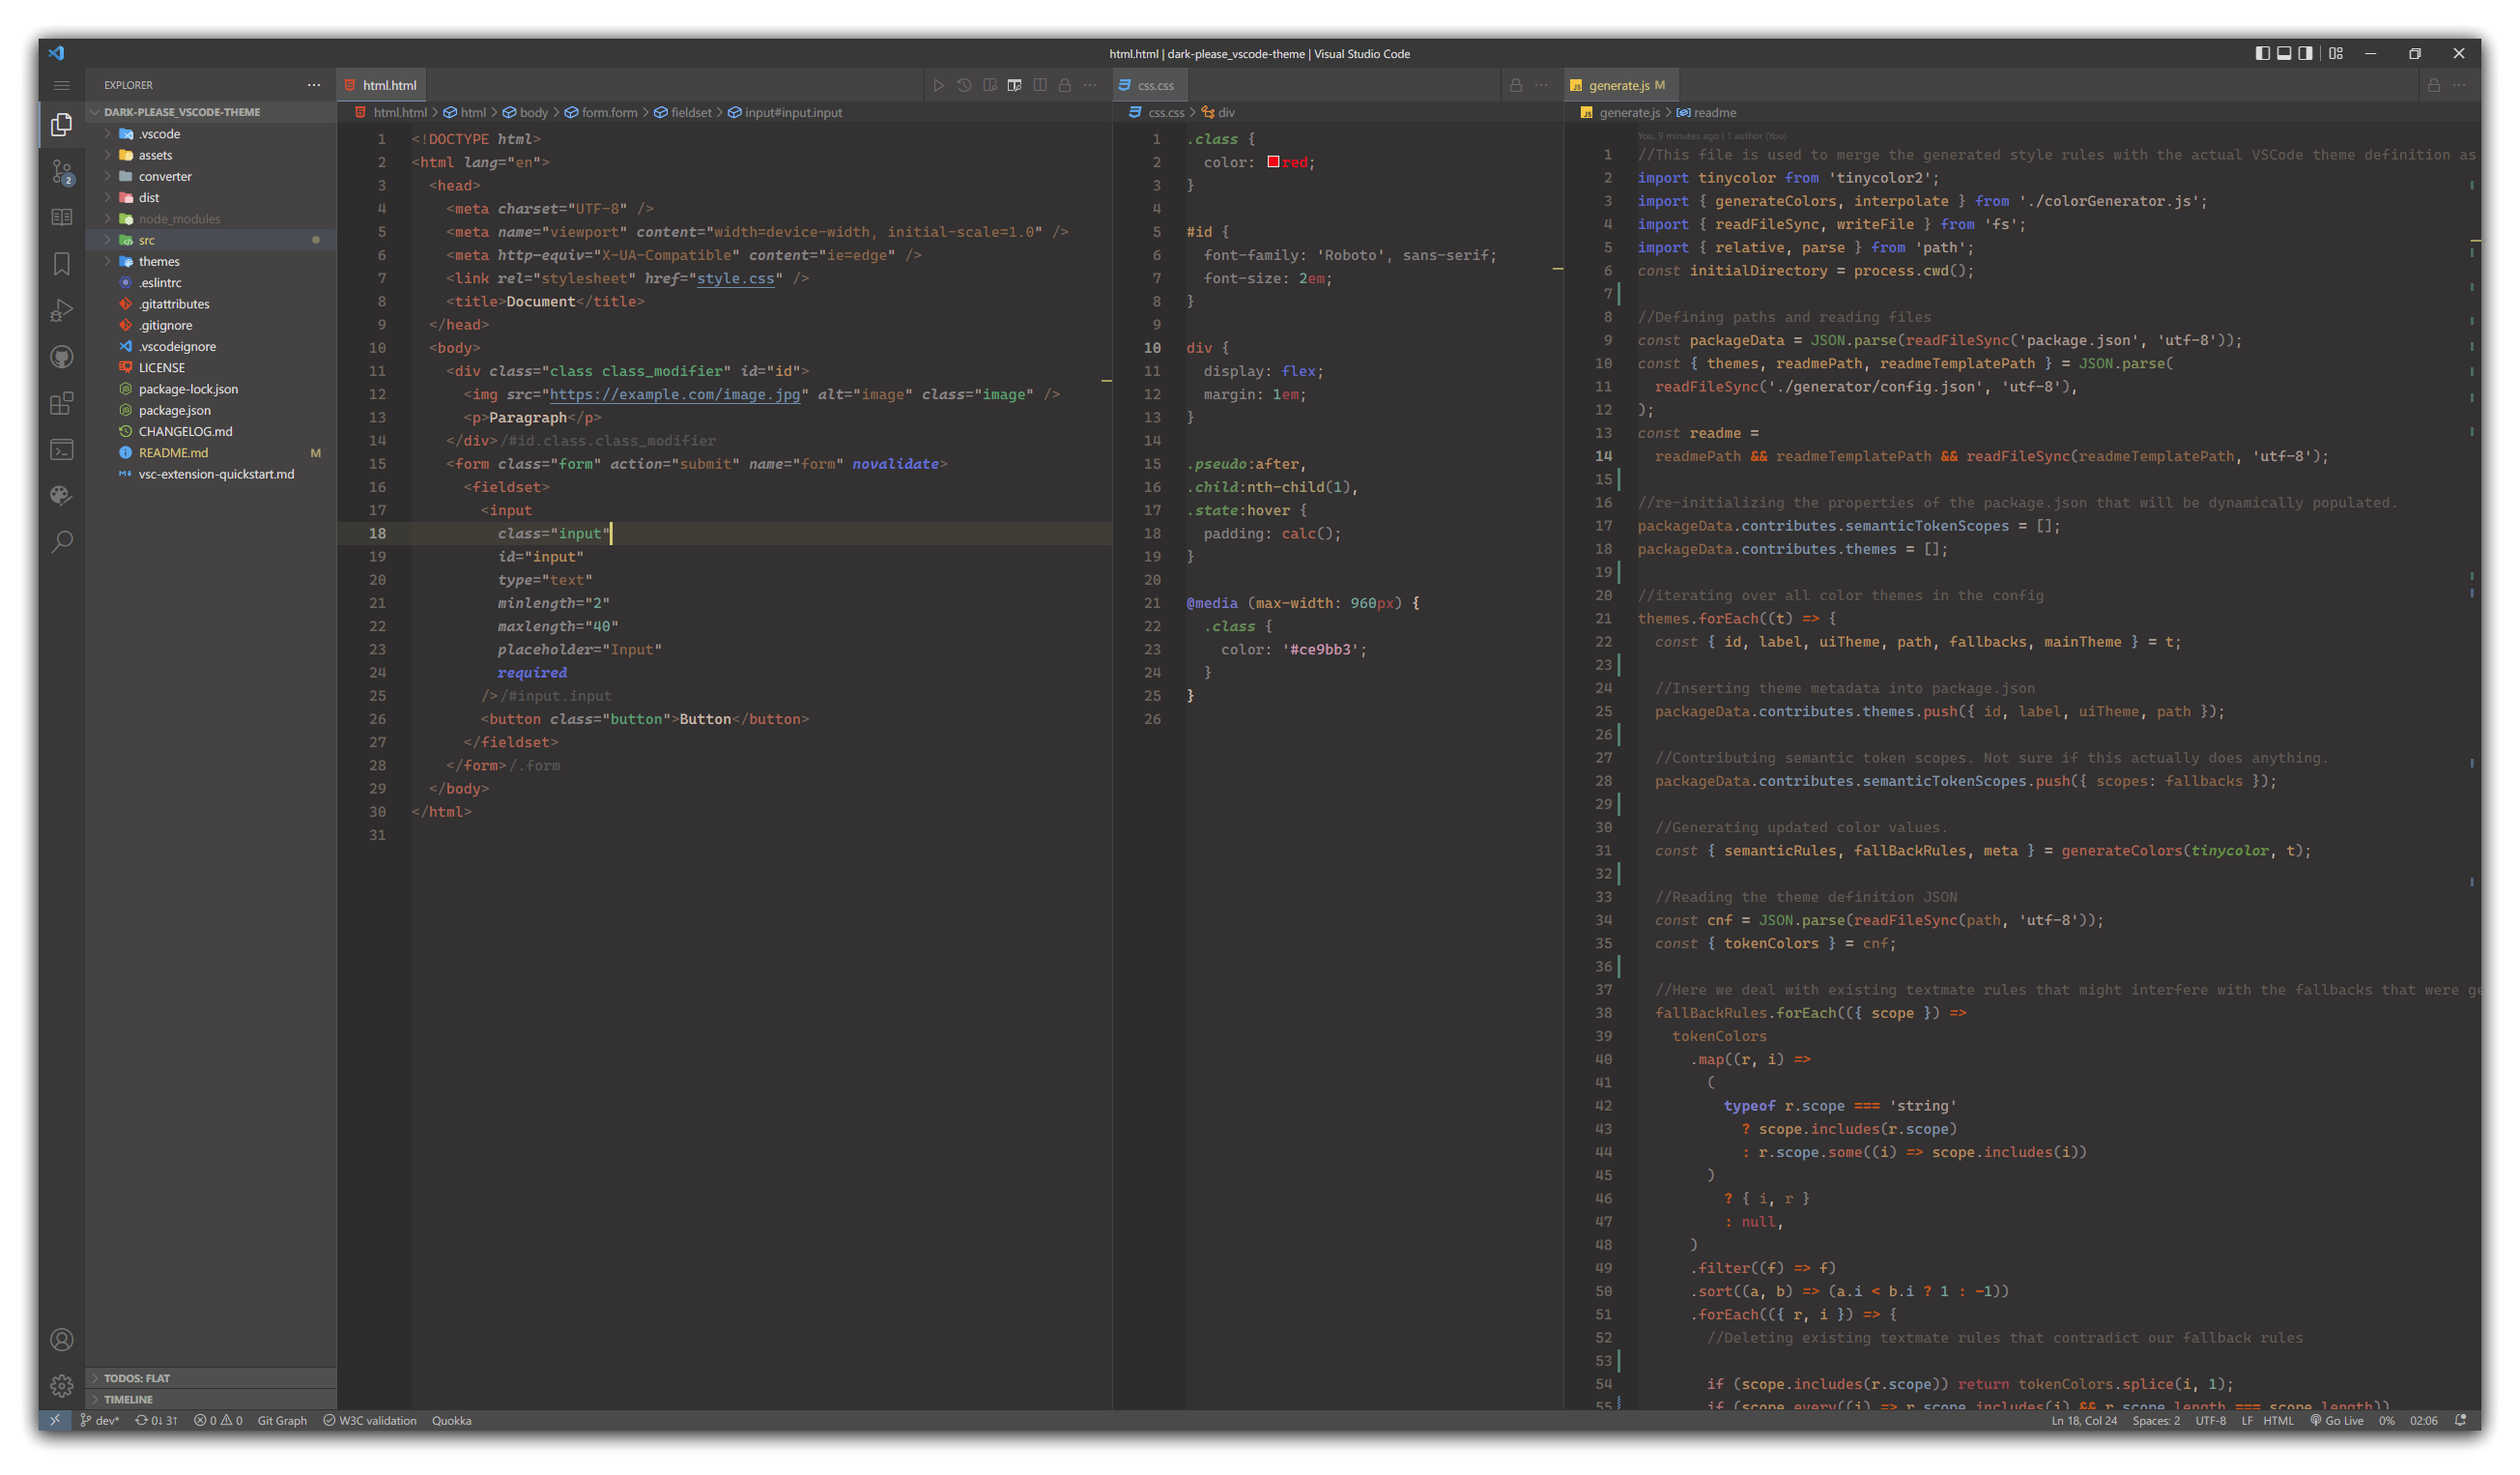 html.html | dark-please_vscode-theme | Visual Studio Code
EXPLORER
DARK-PLEASE_VSCODE-THEME
.vscode
assets
converter
dist
node_modules
src
themes
.eslintrc
.gitattributes
.gitignore
.vscodeignore
LICENSE
package-lock.json
package.json
CHANGELOG.md
README.md M
vsc-extension-quickstart.md
TODOS: FLAT
TIMELINE
2
html.html
html.html > html > body > form.form > fieldset > input#input.input
1 <!DOCTYPE html>
2 <html lang="en">
3 <head>
4 <meta charset="UTF-8" />
5 <meta name="viewport" content="width=device-width, initial-scale=1.0" />
6 <meta http-equiv="X-UA-Compatible" content="ie=edge" />
7 <link rel="stylesheet" href="style.css" />
8 <title>Document</title>
9 </head>
10 <body>
11 <div class="class class_modifier" id="id">
12 <img src="https://example.com/image.jpg" alt="image" class="image" />
13 <p>Paragraph</p>
14 </div>/#id.class.class_modifier
15 <form class="form" action="submit" name="form" novalidate>
16 <fieldset>
17 <input
18 class="input"
19 id="input"
20 type="text"
21 minlength="2"
22 maxlength="40"
23 placeholder="Input"
24 required
25 />/#input.input
26 <button class="button">Button</button>
27 </fieldset>
28 </form>/.form
29 </body>
30 </html>
31
css.css
css.css > div
1 .class {
2 color: red;
3 }
4
5 #id {
6 font-family: 'Roboto', sans-serif;
7 font-size: 2em;
8 }
9
10 div {
11 display: flex;
12 margin: 1em;
13 }
14
15 .pseudo:after,
16 .child:nth-child(1),
17 .state:hover {
18 padding: calc();
19 }
20
21 @media (max-width: 960px) {
22 .class {
23 color: '#ce9bb3';
24 }
25 }
26
generate.js M
generate.js > readme
You, 9 minutes ago | 1 author (You)
1 //This file is used to merge the generated style rules with the actual VSCode theme definition as
2 import tinycolor from 'tinycolor2';
3 import { generateColors, interpolate } from './colorGenerator.js';
4 import { readFileSync, writeFile } from 'fs';
5 import { relative, parse } from 'path';
6 const initialDirectory = process.cwd();
7
8 //Defining paths and reading files
9 const packageData = JSON.parse(readFileSync('package.json', 'utf-8'));
10 const { themes, readmePath, readmeTemplatePath } = JSON.parse(
11 readFileSync('./generator/config.json', 'utf-8'),
12 );
13 const readme =
14 readmePath && readmeTemplatePath && readFileSync(readmeTemplatePath, 'utf-8');
15
16 //re-initializing the properties of the package.json that will be dynamically populated.
17 packageData.contributes.semanticTokenScopes = [];
18 packageData.contributes.themes = [];
19
20 //iterating over all color themes in the config
21 themes.forEach((t) => {
22 const { id, label, uiTheme, path, fallbacks, mainTheme } = t;
23
24 //Inserting theme metadata into package.json
25 packageData.contributes.themes.push({ id, label, uiTheme, path });
26
27 //Contributing semantic token scopes. Not sure if this actually does anything.
28 packageData.contributes.semanticTokenScopes.push({ scopes: fallbacks });
29
30 //Generating updated color values.
31 const { semanticRules, fallBackRules, meta } = generateColors(tinycolor, t);
32
33 //Reading the theme definition JSON
34 const cnf = JSON.parse(readFileSync(path, 'utf-8'));
35 const { tokenColors } = cnf;
36
37 //Here we deal with existing textmate rules that might interfere with the fallbacks that were ge
38 fallBackRules.forEach(({ scope }) =>
39 tokenColors
40 .map((r, i) =>
41 (
42 typeof r.scope === 'string'
43 ? scope.includes(r.scope)
44 : r.scope.some((i) => scope.includes(i))
45 )
46 ? { i, r }
47 : null,
48 )
49 .filter((f) => f)
50 .sort((a, b) => (a.i < b.i ? 1 : -1))
51 .forEach(({ r, i }) => {
52 //Deleting existing textmate rules that contradict our fallback rules
53
54 if (scope.includes(r.scope)) return tokenColors.splice(i, 1);
55 if (scope.every((i) => r.scope.includes(i) && r.scope.length === scope.length))
dev* 0↓ 3↑ 0 0 Git Graph W3C validation Quokka
Ln 18, Col 24 Spaces: 2 UTF-8 LF HTML Go Live 0% 02:06